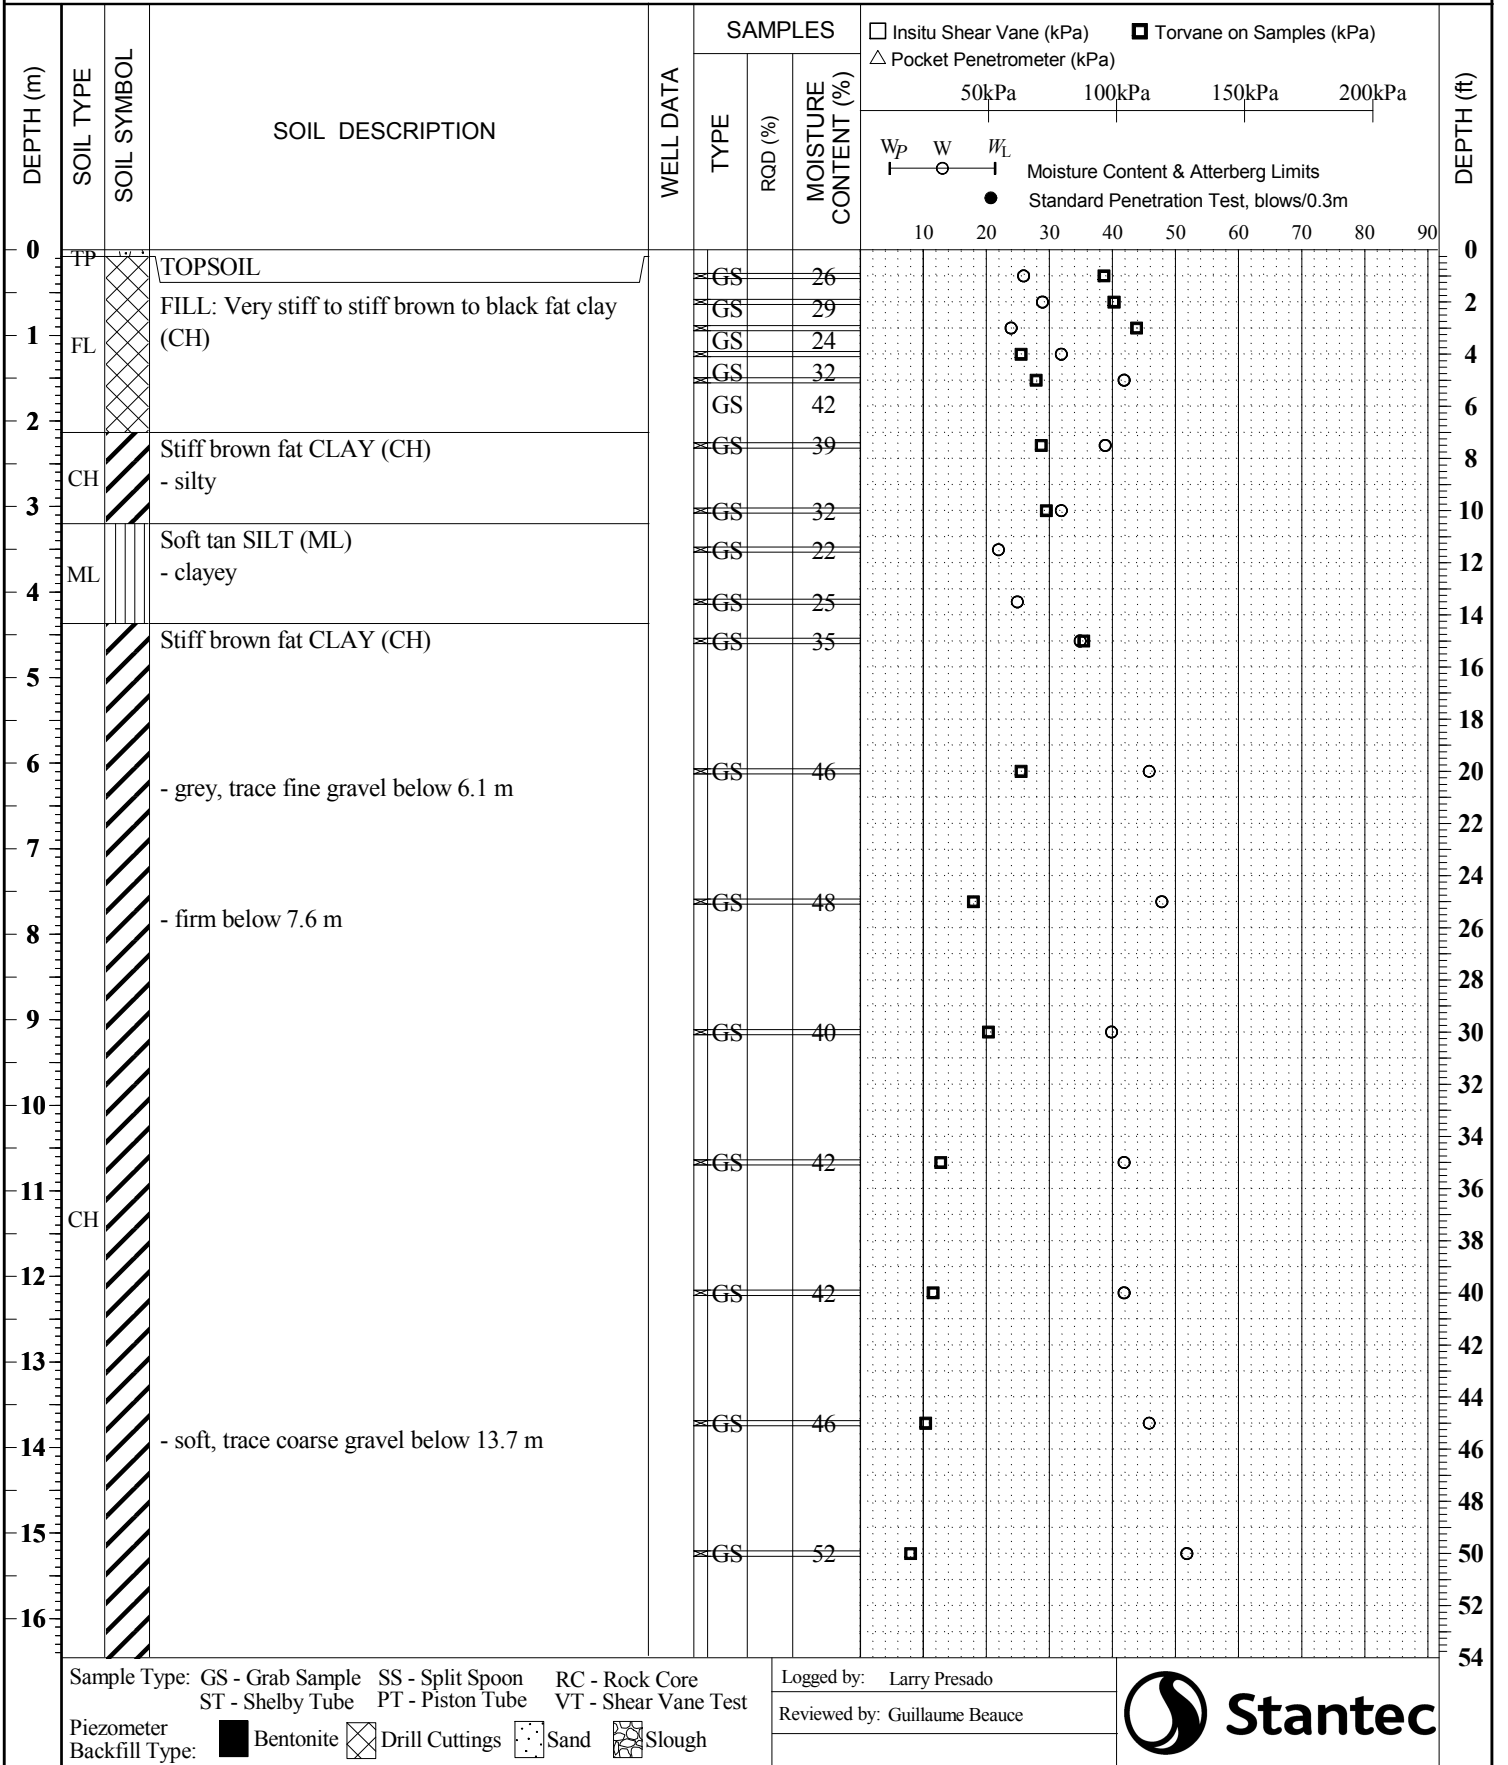 DEPTH (m)
SOIL TYPE
SOIL SYMBOL
SOIL DESCRIPTION
WELL DATA
SAMPLES
TYPE
RQD (%)
MOISTURE
CONTENT (%)
Insitu Shear Vane (kPa) Torvane on Samples (kPa)
Pocket Penetrometer (kPa)
50kPa 100kPa 150kPa 200kPa
WP W WL
Moisture Content & Atterberg Limits
Standard Penetration Test, blows/0.3m
10 20 30 40 50 60 70 80 90
DEPTH (ft)
0 TP 0
TOPSOIL
GS 26
FILL: Very stiff to stiff brown to black fat clay GS 29 2
1 FL (CH) GS 24
4
GS 32
GS 42 6
2
Stiff brown fat CLAY (CH) GS 39 8
CH - silty
3 GS 32 10
Soft tan SILT (ML) GS 22 12
ML - clayey
4 GS 25 14
Stiff brown fat CLAY (CH) GS 35
16
5
18
6 GS 46 20
- grey, trace fine gravel below 6.1 m
22
7
24
GS 48
- firm below 7.6 m
8 26
28
9 GS 40 30
32
10
34
GS 42
11 36
CH
38
12 GS 42 40
42
13
44
GS 46
- soft, trace coarse gravel below 13.7 m
14 46
48
15
GS 52 50
16 52
54
Sample Type: GS - Grab Sample SS - Split Spoon RC - Rock Core
ST - Shelby Tube PT - Piston Tube VT - Shear Vane Test
Piezometer
Backfill Type: Bentonite Drill Cuttings Sand Slough
Logged by: Larry Presado
Reviewed by: Guillaume Beauce
Stantec